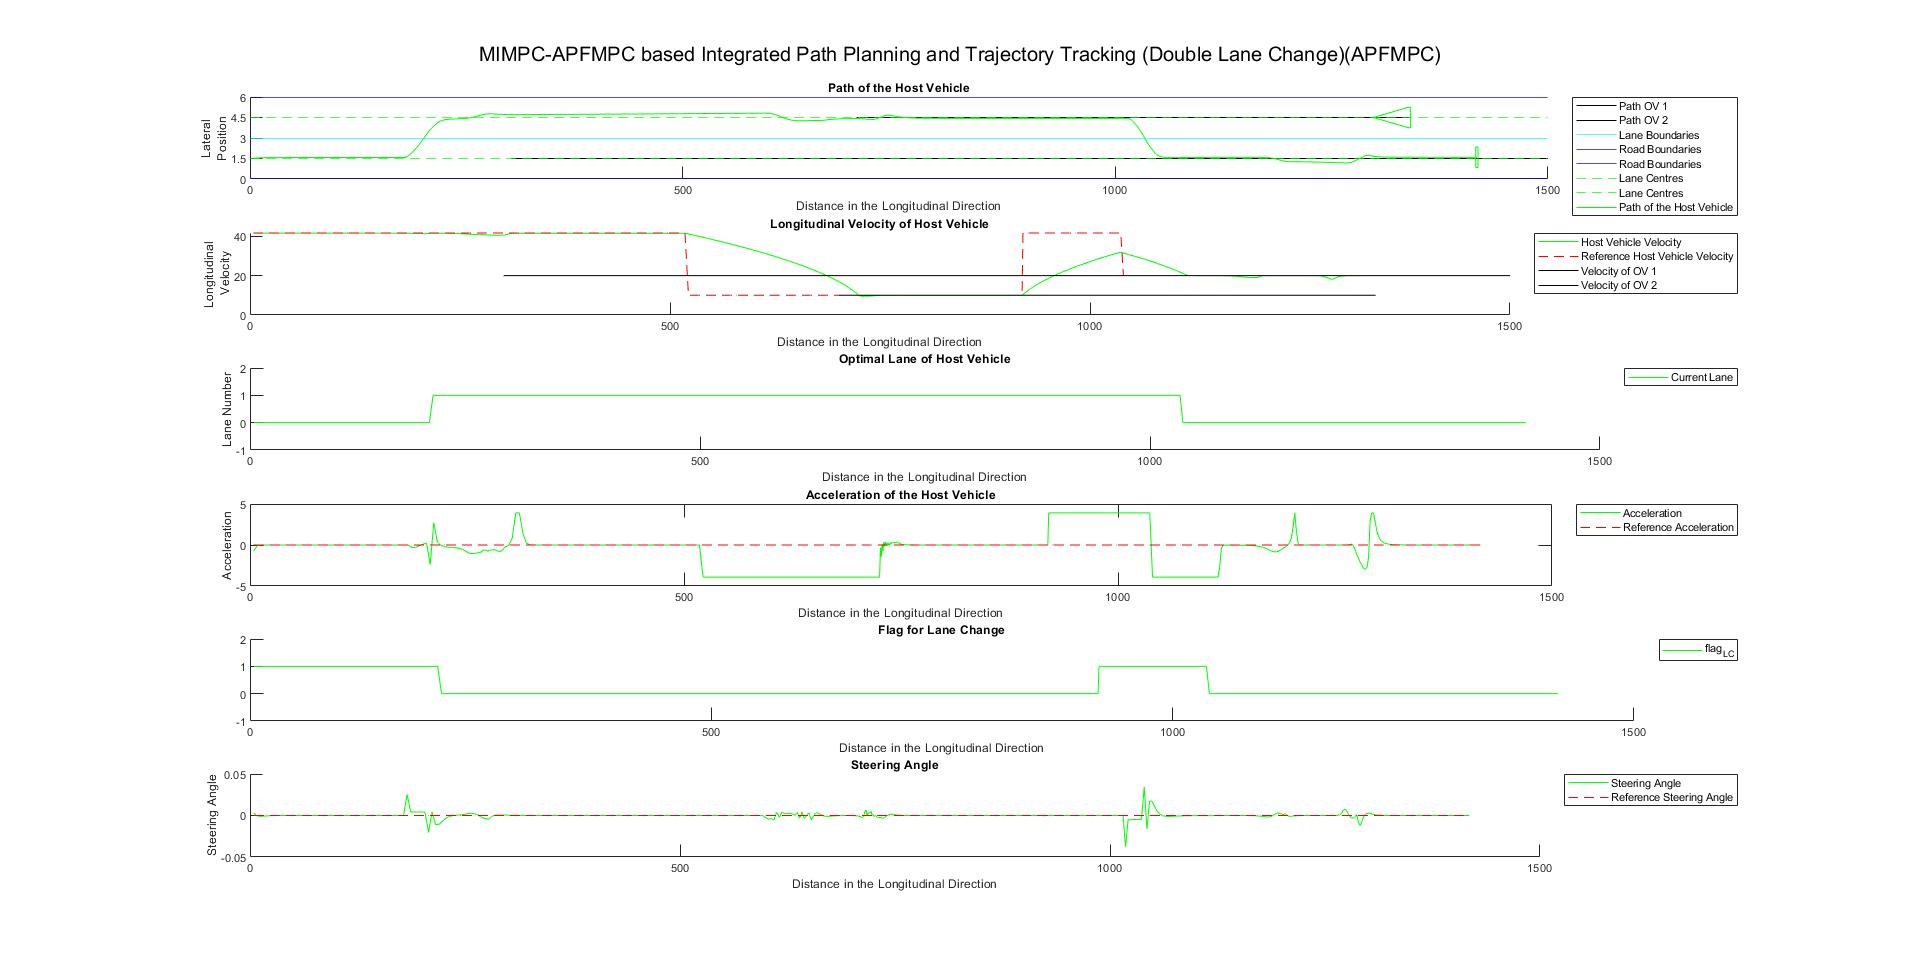 MIMPC-APFMPC based Integrated Path Planning and Trajectory Tracking (Double Lane Change)(APFMPC)
Path of the Host Vehicle
Lateral
Position
6
4.5
3
1.5
0
0 500 1000 1500
Distance in the Longitudinal Direction
Path OV 1
Path OV 2
Lane Boundaries
Road Boundaries
Road Boundaries
Lane Centres
Lane Centres
Path of the Host Vehicle
Longitudinal Velocity of Host Vehicle
Longitudinal
Velocity
40
20
0
0 500 1000 1500
Distance in the Longitudinal Direction
Host Vehicle Velocity
Reference Host Vehicle Velocity
Velocity of OV 1
Velocity of OV 2
Optimal Lane of Host Vehicle
Lane Number
2
1
0
-1
0 500 1000 1500
Distance in the Longitudinal Direction
Current Lane
Acceleration of the Host Vehicle
Acceleration
5
0
-5
0 500 1000 1500
Distance in the Longitudinal Direction
Acceleration
Reference Acceleration
Flag for Lane Change
2
1
0
-1
0 500 1000 1500
Distance in the Longitudinal Direction
flag LC
Steering Angle
Steering Angle
0.05
0
-0.05
0 500 1000 1500
Distance in the Longitudinal Direction
Steering Angle
Reference Steering Angle